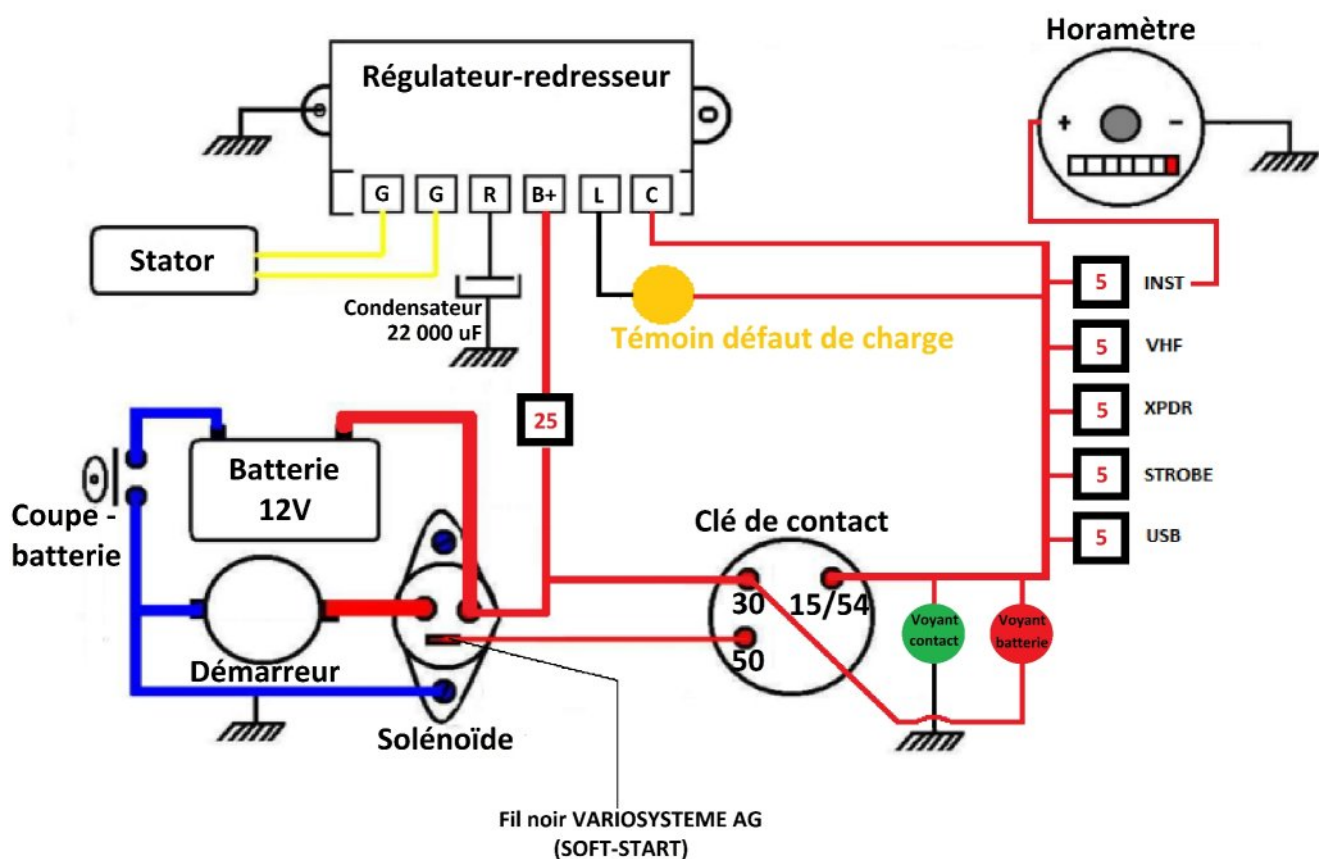 Horamètre
Régulateur-redresseur
+ -
G G R B+ L C
Stator
Condensateur
22 000 uF
Témoin défaut de charge
5 INST
5 VHF
5 XPDR
5 STROBE
5 USB
25
Batterie
12V
Coupe -
batterie
Clé de contact
30 15/54
50
Voyant
contact
Voyant
batterie
Démarreur
Solénoïde
Fil noir VARIOSYSTEME AG
(SOFT-START)